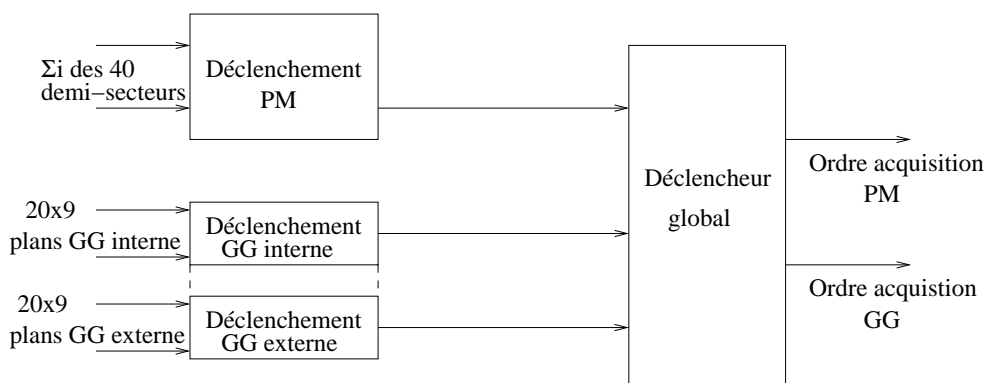 Σi des 40
demi−secteurs
Déclenchement
PM
20x9
plans GG interne
Déclenchement
GG interne
20x9
plans GG externe
Déclenchement
GG externe
Déclencheur
global
Ordre acquisition
PM
Ordre acquistion
GG